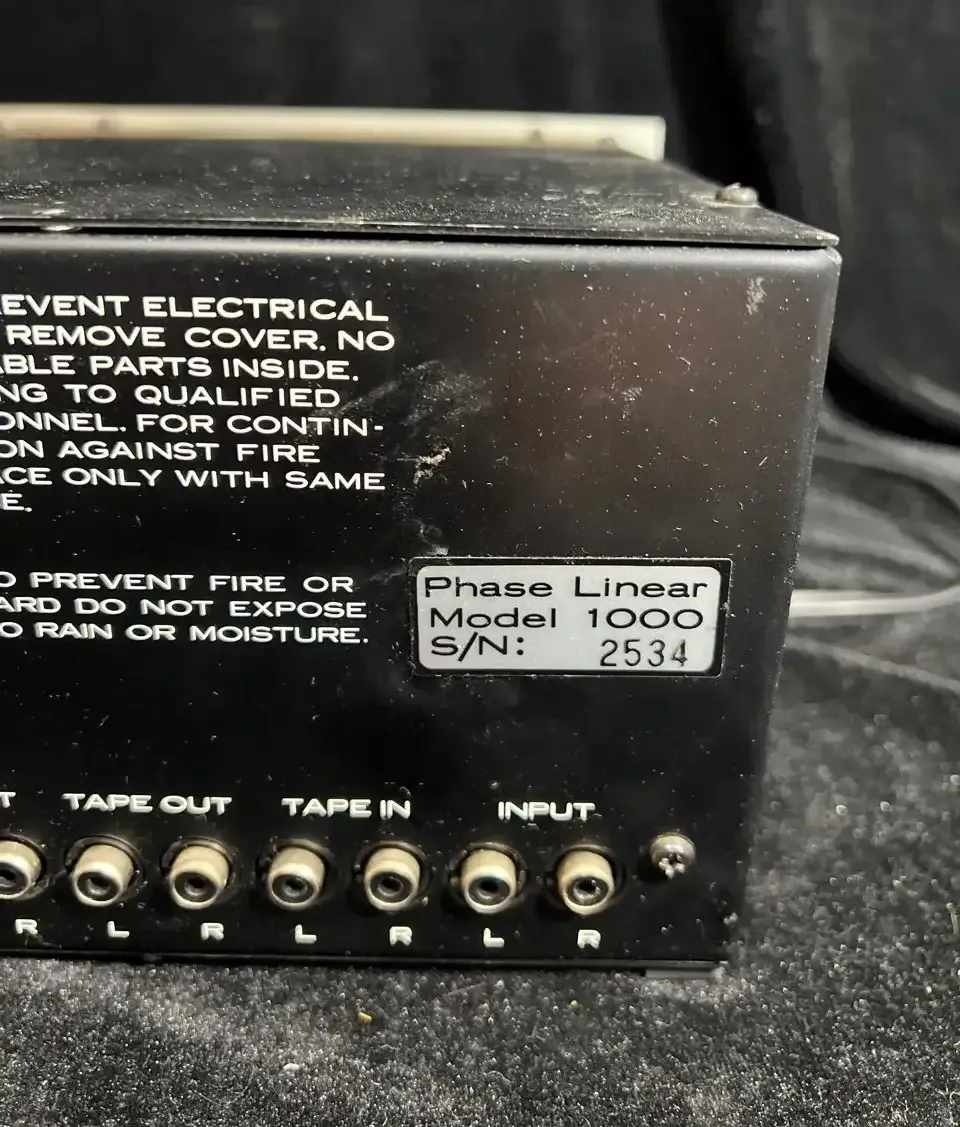 EVENT ELECTRICAL
REMOVE COVER. NO
ABLE PARTS INSIDE.
NG TO QUALIFIED
ONNEL. FOR CONTIN-
ON AGAINST FIRE
ACE ONLY WITH SAME
E.
O PREVENT FIRE OR
ARD DO NOT EXPOSE
O RAIN OR MOISTURE.
Phase Linear
Model 1000
S/N: 2534
T TAPE OUT TAPE IN INPUT
R L R L R L R